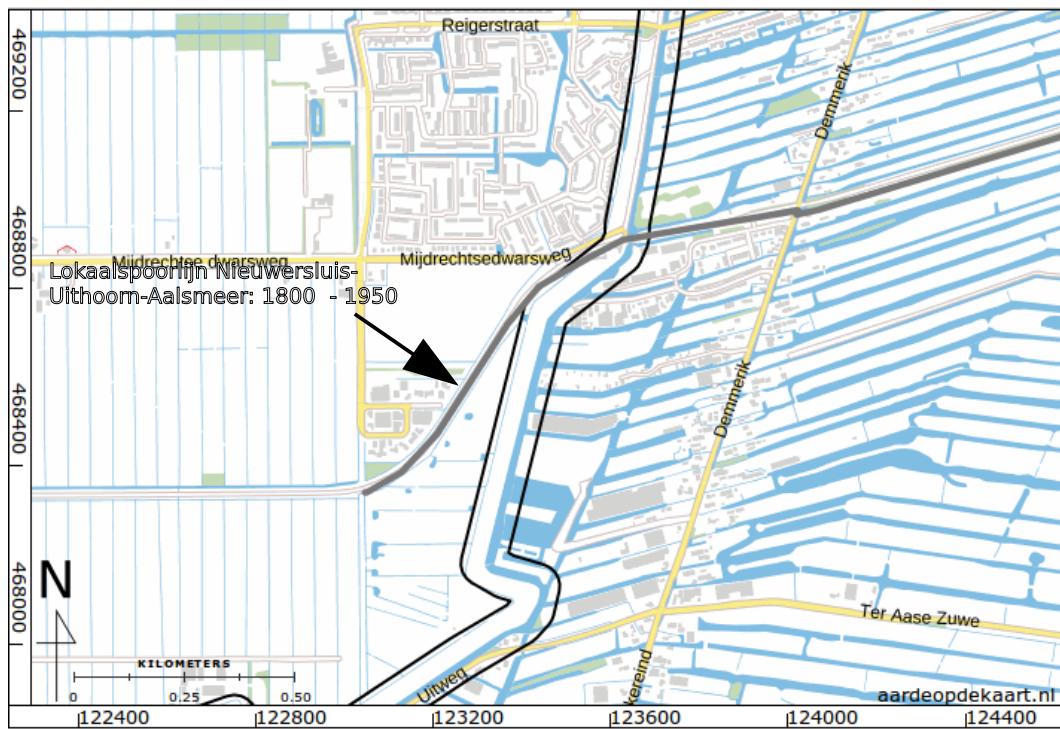 Reigerstraat
469200
Demmerik
468800
Mijdrechtse dwarsweg
Mijdrechtsedwarsweg
Lokaalspoorlijn Nieuwersluis-
Uithoorn-Aalsmeer: 1800 - 1950
Demmerik
468400
N
468000
Ter Aase Zuwe
KILOMETERS
0 0.25 0.50
Uitweg
kereind
aardeopdekaart.nl
122400 122800 123200 123600 124000 124400